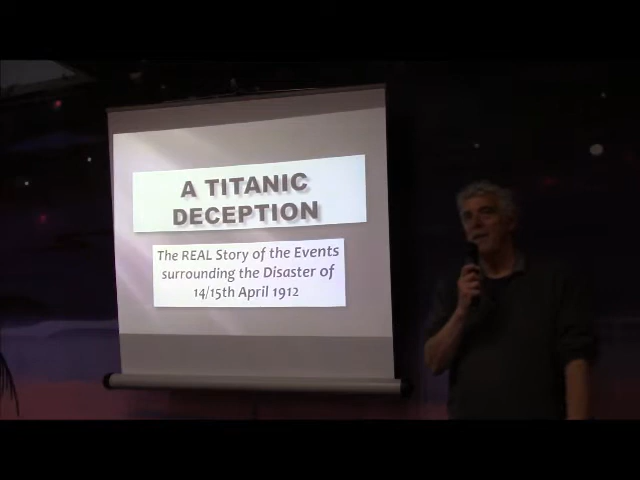 A TITANIC
DECEPTION
The REAL Story of the Events
surrounding the Disaster of
14/15th April 1912